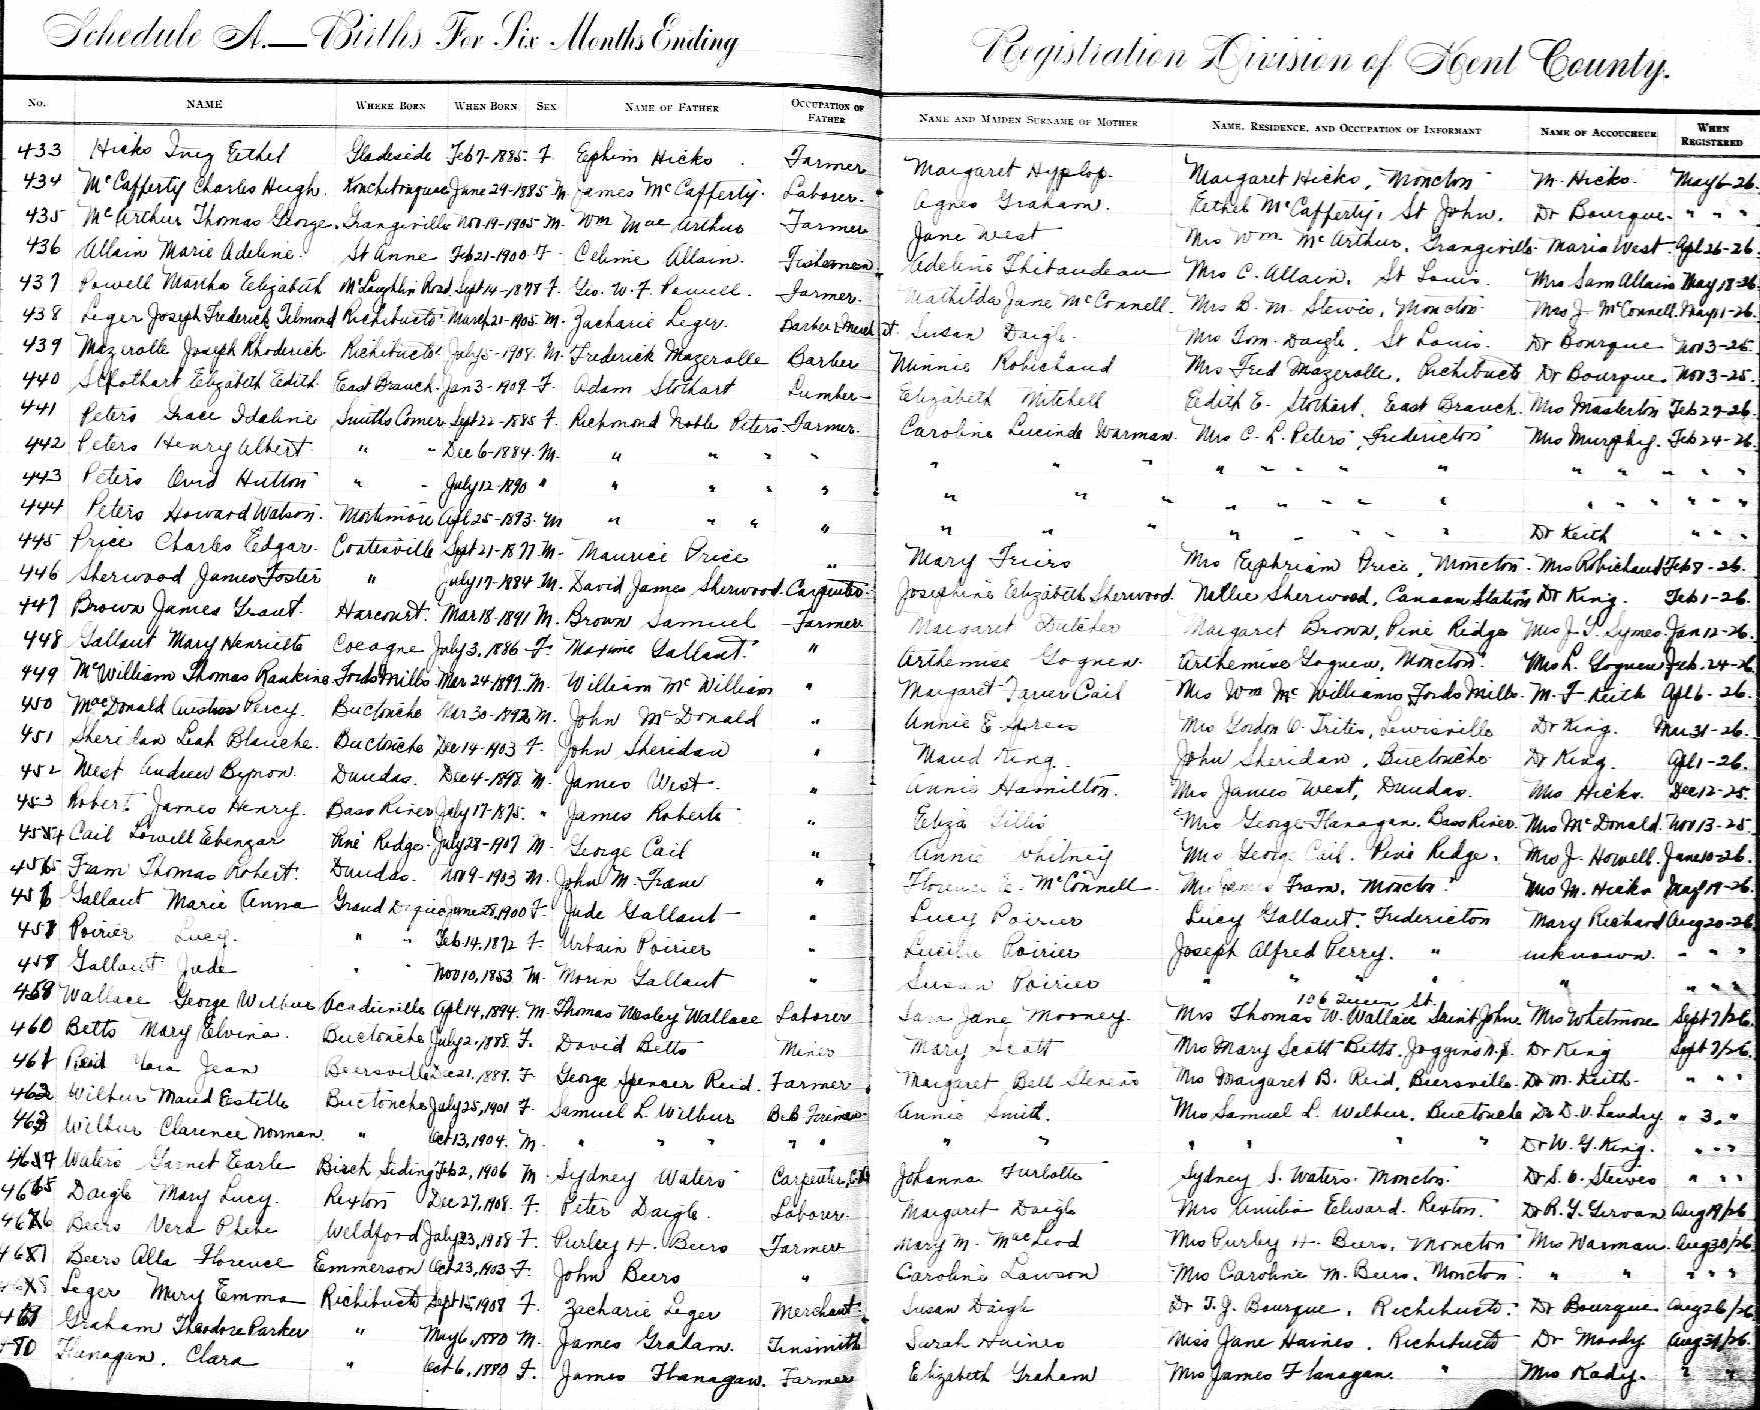 Schedule A.—Births For Six Months Ending
Registration Division of Kent County.
No. NAME WHERE BORN WHEN BORN SEX NAME OF FATHER OCCUPATION OF FATHER NAME AND MAIDEN SURNAME OF MOTHER NAME, RESIDENCE, AND OCCUPATION OF INFORMANT NAME OF ACCOUCHEUR WHEN REGISTERED
433 Hicks Inez Eethel Gladeside Feb 7-1885. F Ephim Hicks Farmer Margaret Hyslop. Margaret Hicks, Moncton M. Hicks. May 6-26.
434 McCafferty Charles Hugh. Kouchibouguac June 29-1885 M James McCafferty. Laborer. Agnes Graham. Eethel McCafferty. St John. Dr Bourque. " " "
435 McArthur Thomas George. Grangeville Nov 19-1905 M. Wm MacArthur Farmer Jane West Mrs Wm McArthur. Grangeville. Maria West. Apl 26-26.
436 Allain Marie Adeline. St Anne Feb 21-1900 F Celime Allain. Fishermen Adeline Thibaudeau Mrs C. Allain. St Louis. Mrs Sam Allain May 18-26.
437 Powell Martha Elizabeth McLaughlin Road. Sept 14-1878 F. Geo. W. F. Powell. Farmer. Mathilda Jane McConnell. Mrs B. M. Steves, Moncton Mrs J. McConnell. May 11-26.
438 Leger Joseph Frederick Tilmond Richibucto March 21-1905 M. Zacharie Leger. Barber & Mercht. Susan Daigle. Mrs Tom. Daigle. St Louis. Dr Bourque Nov 3-25.
439 Mazerolle Joseph Rhoderick Richibucto July 5-1908. M. Frederick Mazerolle Barber Minnie Robichaud Mrs Fred Mazerolle, Richibucto Dr Bourque. Nov 3-25.
440 Stothart Elizabeth Eedith East Branch. Jan 3-1909. F. Adam Stothart Lumber- Elizabeth Mitchell Eedith E. Stothart, East Branch. Mrs Masterton Feb 27-26.
441 Peters Grace Idaline Smiths Corner Sept 22-1885 F. Richmond Noble Peters Farmer. Caroline Lucinde Warman. Mrs C. L. Peters, Fredericton Mrs Murphy. Feb 24-26.
442 Peters Henry Albert " " Dec 6-1884. M. " " " " " " " " " " " " " " " "
443 Peters Ovid Hutton " " July 12-1890 " " " " " " " " " " " " " " " " "
444 Peters Howard Watson. Mortimore Apl 25-1893. M " " " " " " " " " " " " Dr Keith " " "
445 Price Charles Edgar. Coatesville Sept 21-1877. M. Maurice Price " Mary Friers Mrs Ephriam Price, Moncton. Mrs Robichaud Feb 8-26.
446 Sherwood James Foster " July 17-1884 M. David James Sherwood Carpenter. Josephine Elizabeth Sherwood Nellie Sherwood, Canaan Station Dr King. Feb 1-26.
447 Brown James Grant. Harcourt. Mar 18-1891 M. Brown Samuel Farmer Margaret Dutcher Margaret Brown, Pine Ridge Mrs J. S. Symes Jan 12-26.
448 Gallant Mary Henriette Cocagne July 3, 1886 F. Maxime Gallant " Arthemise Goguen. Arthemise Goguen, Moncton. Mrs L. Goguen Feb. 24-26
449 McWilliam Thomas Rankine Fords Mills Mar 24-1897. M. William McWilliam " Margaret Cail Mrs Wm McWilliams Fords Mills. M. F. Keith Apl 6-26.
450 MacDonald Percy. Buctouche Mar 30-1892 M. John McDonald " Annie E. Mrs Gordon O. Trites, Lewisville Dr King. Mar 31-26.
451 Sheridan Leah Blanche. Buctouche Dec 14-1903 F. John Sheridan " Maud King. John Sheridan, Buctouche Dr King. Apl 1-26.
452 West Andrew Byron. Dundas. Dec 4-1898 M. James West. " Annie Hamilton. Mrs James West, Dundas. Mrs Hicks. Dec 12-25.
453 Robert James Henry. Bass River July 17-1875. " James Roberts " Eliza Gillis Mrs George Flanagan. Bass River. Mrs McDonald. Nov 13-25.
454 Cail Lowell Ebengar Pine Ridge. July 28-1907 M. George Cail " Annie Whitney Mrs George Cail. Pine Ridge. Mrs J. Howell. June 10-26.
455 Fram Thomas Robert. Dundas. Nov 9-1903 M. John M. Frame " Florence E. McConnell. Mrs James Fram. Moncton. Mrs M. Hicks May 19-26.
456 Gallant Marie Anna Grand Digue June 28, 1900 F. Jude Gallant " Lucy Poirier Lucy Gallant. Fredericton Mary Richard Aug 20-26.
457 Poirier Lucy. " " Feb 14, 1872 F. Urbain Poirier " Lucille Poirier Joseph Alfred Perry. " unknown. " " "
458 Gallant Jude " " Nov 10, 1853 M. Morin Gallant " Susan Poirier " " " " " " " "
459 Wallace George Wilbur Acadieville Apl 14, 1894. M. Thomas Wesley Wallace Laborer Sara Jane Mooney. Mrs Thomas W. Wallace 106 Queen St. Saint John. Mrs Whetmore Sept 7/26.
460 Betts Mary Elvina. Buctouche July 2, 1888. F. David Betts Miner Mary Scott Mrs Mary Scott Betts. Joggins N.S. Dr King Sept 7/26.
461 Reid Jean Beersville Dec 21, 1889. F. George Spencer Reid. Farmer Margaret Bell Stevens Mrs Margaret B. Reid, Beersville. Dr M. Keith " " "
462 Wilbur Maud Estelle Buctouche July 25, 1901 F. Samuel L. Wilbur Annie Smith. Mrs Samuel L. Wilbur. Buctouche Dr D. V. Landry " 3. "
463 Wilbur Clarence Norman. " Oct 13, 1904. M. " " " " " " " " " " " Dr W. G. King. " " "
464 Waters Garnet Earle Birch Siding Feb 2, 1906 M. Sydney Waters Carpenter, Johanna Furlotte Sydney S. Waters. Moncton. Dr S. O. Steeves " " "
465 Daigle Mary Lucy. Rexton Dec 27, 1908. F. Peter Daigle. Laborer. Margaret Daigle Mrs Amilia Edward. Rexton. Dr R. G. Girvan Aug 19/26
466 Beers Vera Phebe Weldford July 23, 1908 F. Purley H. Beers Farmer Mary M. MacLeod Mrs Purley H. Beers. Moncton Mrs Warman. Aug 30/26.
467 Beers Alla Florence Emmerson Oct 23, 1903 F. John Beers " Caroline Lawson Mrs Caroline M. Beers. Moncton. " " " " "
Leger Mary Emma Richibucto Sept 15, 1908 F. Zacharie Leger Merchant. Susan Daigle Dr T. J. Bourque, Richibucto. Dr Bourque Aug 26/26
Graham Theodore Parker " May 6, 1880 M. James Graham. Tinsmith Sarah Haines Miss Jane Haines. Richibucto Dr Moody Aug 31/26.
Flanagan. Clara " Oct 6, 1880 F. James Flanagan. Farmer Elizabeth Graham Mrs James Flanagan. " Mrs Kady. " "